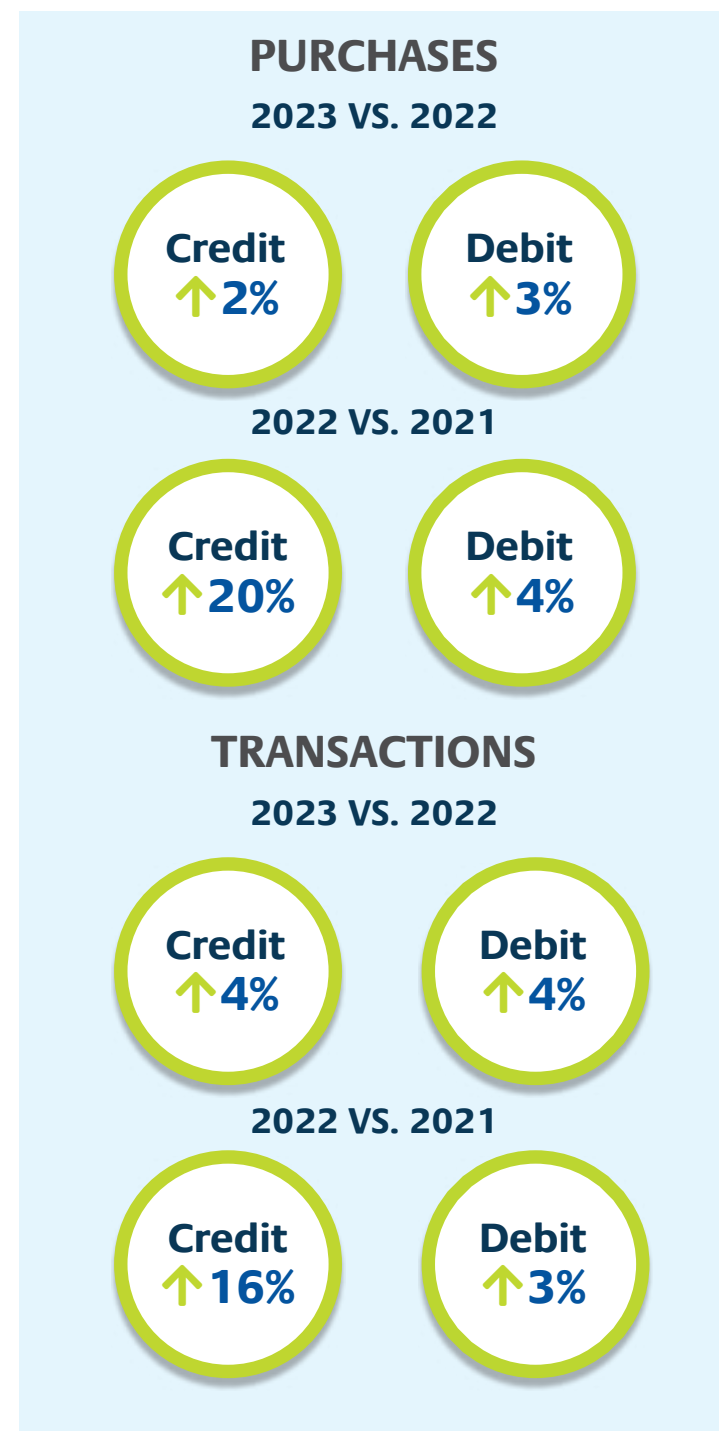 PURCHASES
2023 VS. 2022
Credit
↑2%
Debit
↑3%
2022 VS. 2021
Credit
↑20%
Debit
↑4%
TRANSACTIONS
2023 VS. 2022
Credit
↑4%
Debit
↑4%
2022 VS. 2021
Credit
↑16%
Debit
↑3%